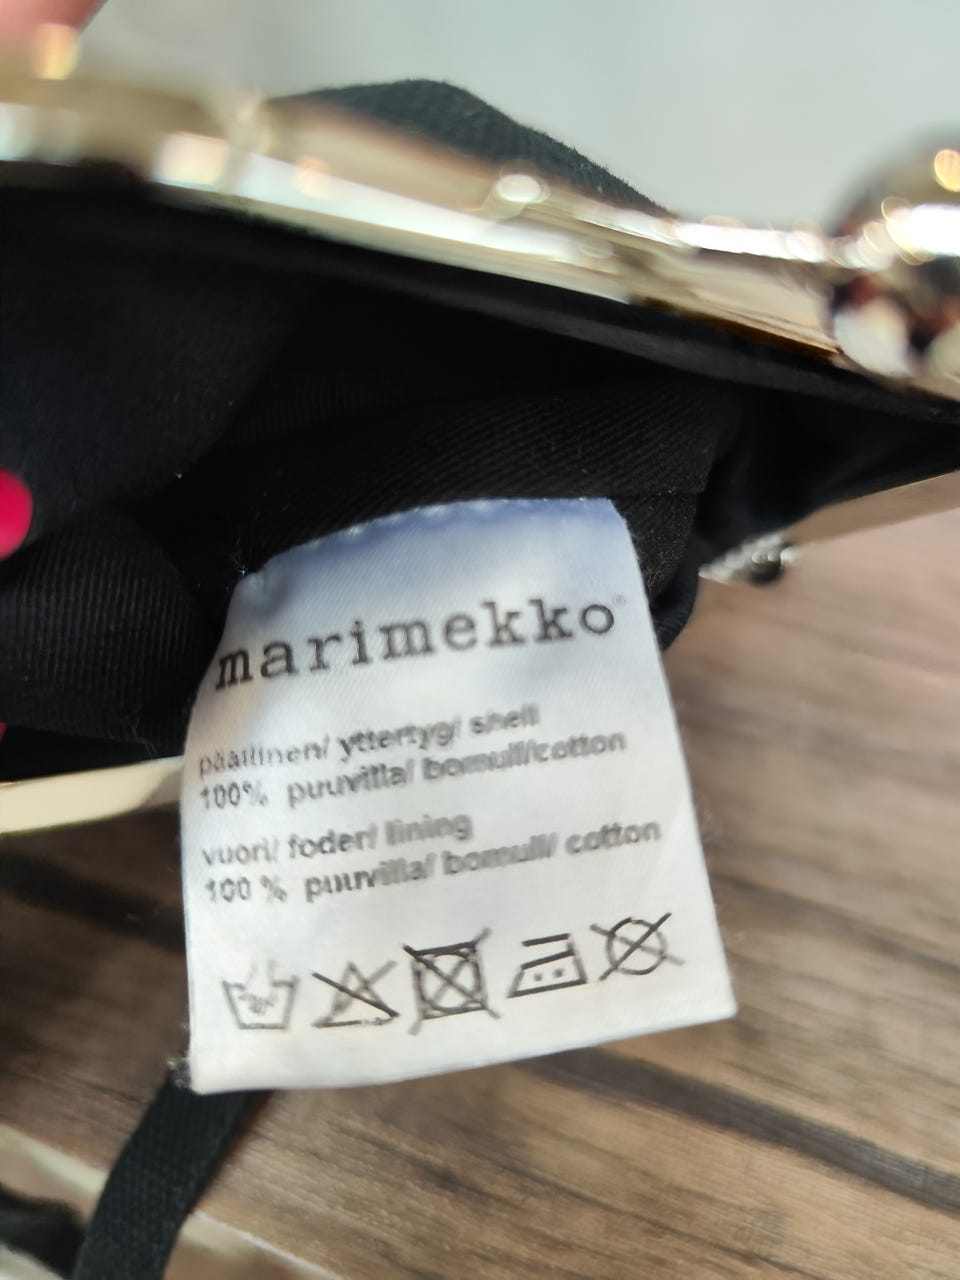 marimekko®
päällinen/ yttertyg/ shell
100% puuvilla/ bomull/cotton
vuori/ foder/ lining
100 % puuvilla/ bomull/ cotton